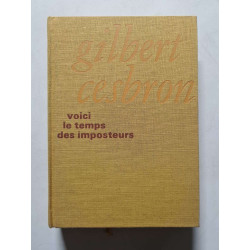 gilbert
cesbron
voici
le temps
des imposteurs